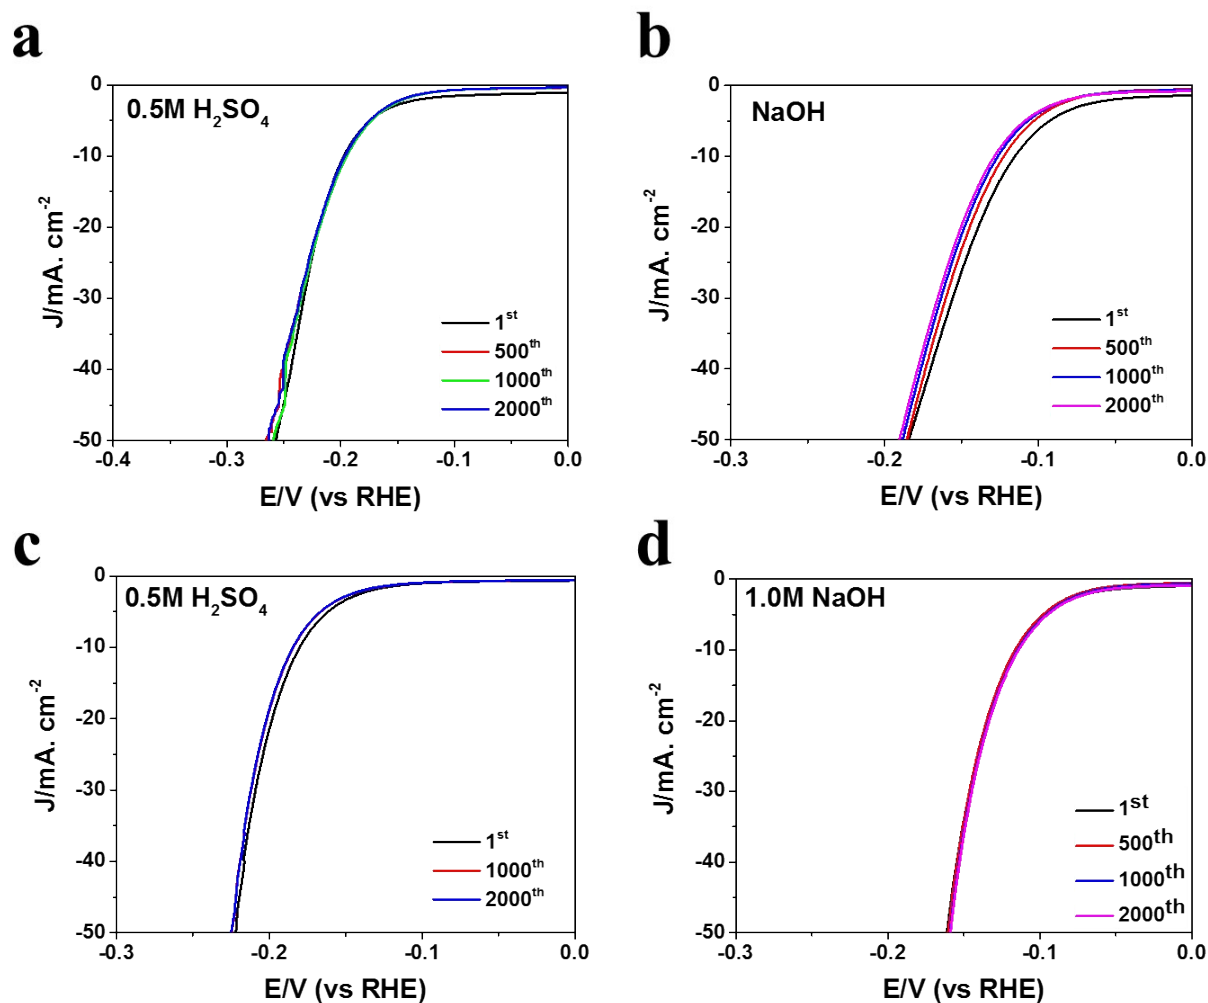 a
0.5M H₂SO₄
0
-10
-20
-30
-40
-50
J/mA. cm⁻²
1ˢᵗ
500ᵗʰ
1000ᵗʰ
2000ᵗʰ
-0.4 -0.3 -0.2 -0.1 0.0
E/V (vs RHE)
b
NaOH
0
-10
-20
-30
-40
-50
J/mA. cm⁻²
1ˢᵗ
500ᵗʰ
1000ᵗʰ
2000ᵗʰ
-0.3 -0.2 -0.1 0.0
E/V (vs RHE)
c
0.5M H₂SO₄
0
-10
-20
-30
-40
-50
J/mA. cm⁻²
1ˢᵗ
1000ᵗʰ
2000ᵗʰ
-0.3 -0.2 -0.1 0.0
E/V (vs RHE)
d
1.0M NaOH
0
-10
-20
-30
-40
-50
J/mA. cm⁻²
1ˢᵗ
500ᵗʰ
1000ᵗʰ
2000ᵗʰ
-0.3 -0.2 -0.1 0.0
E/V (vs RHE)